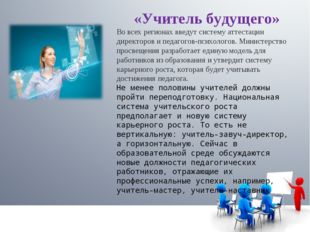 «Учитель будущего»
Во всех регионах введут систему аттестации
директоров и педагогов-психологов. Министерство
просвещения разработает единую модель для
работников из образования и утвердит систему
карьерного роста, которая будет учитывать
достижения педагога.
Не менее половины учителей должны
пройти переподготовку. Национальная
система учительского роста
предполагает и новую систему
карьерного роста. То есть не
вертикальную: учитель-завуч-директор,
а горизонтальную. Сейчас в
образовательной среде обсуждаются
новые должности педагогических
работников, отражающие их
профессиональные успехи, например,
учитель-мастер, учитель-наставник